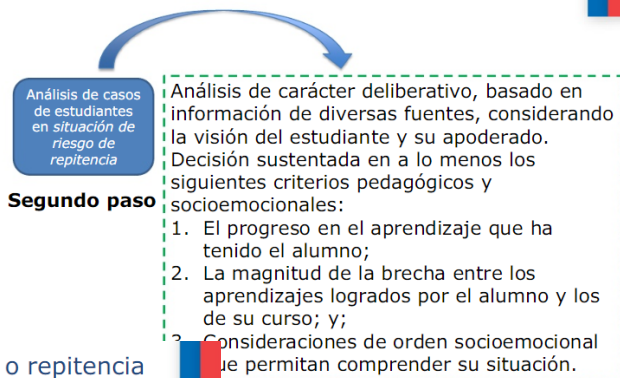 Análisis de casos
de estudiantes
en situación de
riesgo de
repitencia
Segundo paso
Análisis de carácter deliberativo, basado en
información de diversas fuentes, considerando
la visión del estudiante y su apoderado.
Decisión sustentada en a lo menos los
siguientes criterios pedagógicos y
socioemocionales:
1. El progreso en el aprendizaje que ha
tenido el alumno;
2. La magnitud de la brecha entre los
aprendizajes logrados por el alumno y los
de su curso; y;
3. Consideraciones de orden socioemocional
que permitan comprender su situación.
o repitencia